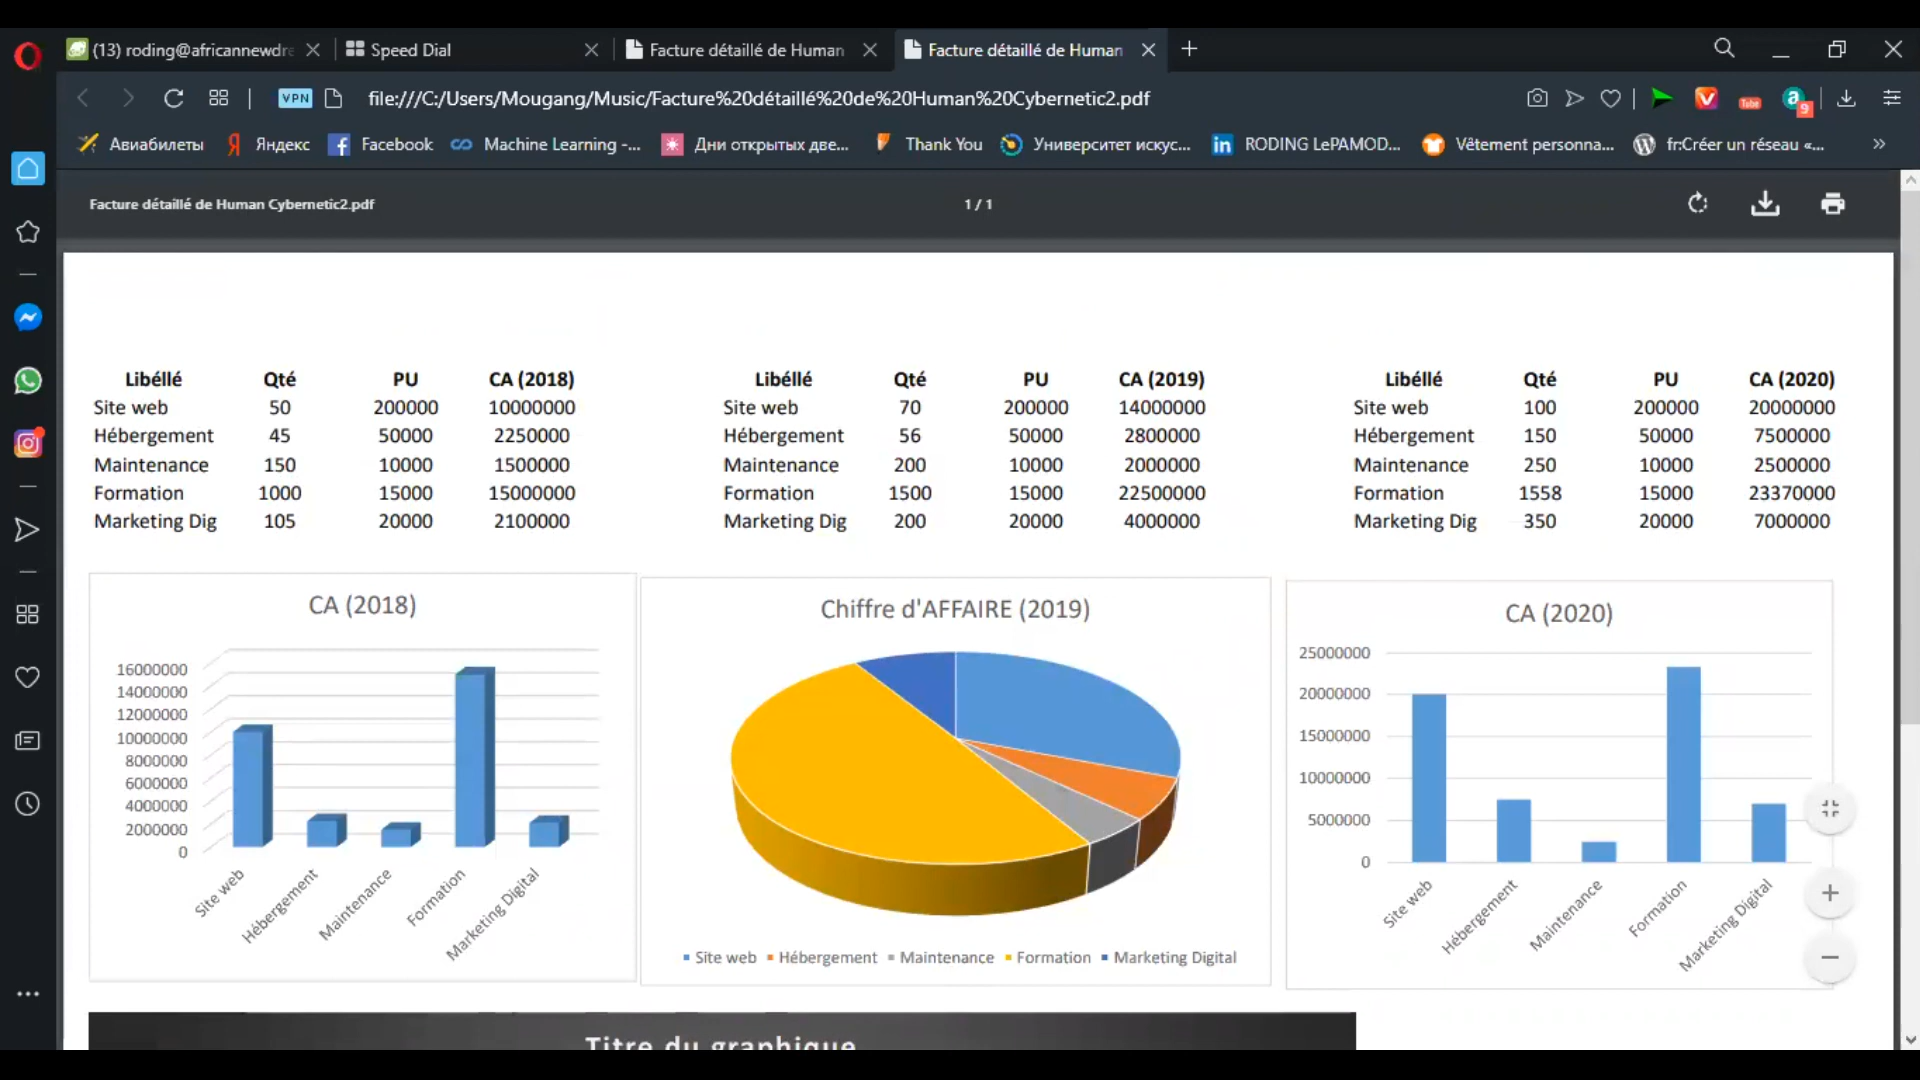 (13) roding@africannewdre
Speed Dial
Facture détaillé de Human
Facture détaillé de Human
VPN
file:///C:/Users/Mougang/Music/Facture%20détaillé%20de%20Human%20Cybernetic2.pdf
Tube
a
9
Авиабилеты
Яндекс
Facebook
Machine Learning -...
Дни открытых две...
Thank You
Университет искус...
in RODING LePAMOD...
Vêtement personna...
fr:Créer un réseau «...
Facture détaillé de Human Cybernetic2.pdf
1 / 1
Libéllé Qté PU CA (2018)
Site web 50 200000 10000000
Hébergement 45 50000 2250000
Maintenance 150 10000 1500000
Formation 1000 15000 15000000
Marketing Dig 105 20000 2100000
Libéllé Qté PU CA (2019)
Site web 70 200000 14000000
Hébergement 56 50000 2800000
Maintenance 200 10000 2000000
Formation 1500 15000 22500000
Marketing Dig 200 20000 4000000
Libéllé Qté PU CA (2020)
Site web 100 200000 20000000
Hébergement 150 50000 7500000
Maintenance 250 10000 2500000
Formation 1558 15000 23370000
Marketing Dig 350 20000 7000000
CA (2018)
16000000
14000000
12000000
10000000
8000000
6000000
4000000
2000000
0
Site web
Hébergement
Maintenance
Formation
Marketing Digital
Chiffre d'AFFAIRE (2019)
Site web Hébergement Maintenance Formation Marketing Digital
CA (2020)
25000000
20000000
15000000
10000000
5000000
0
Site web
Hébergement
Maintenance
Formation
Marketing Digital
Titre du graphique